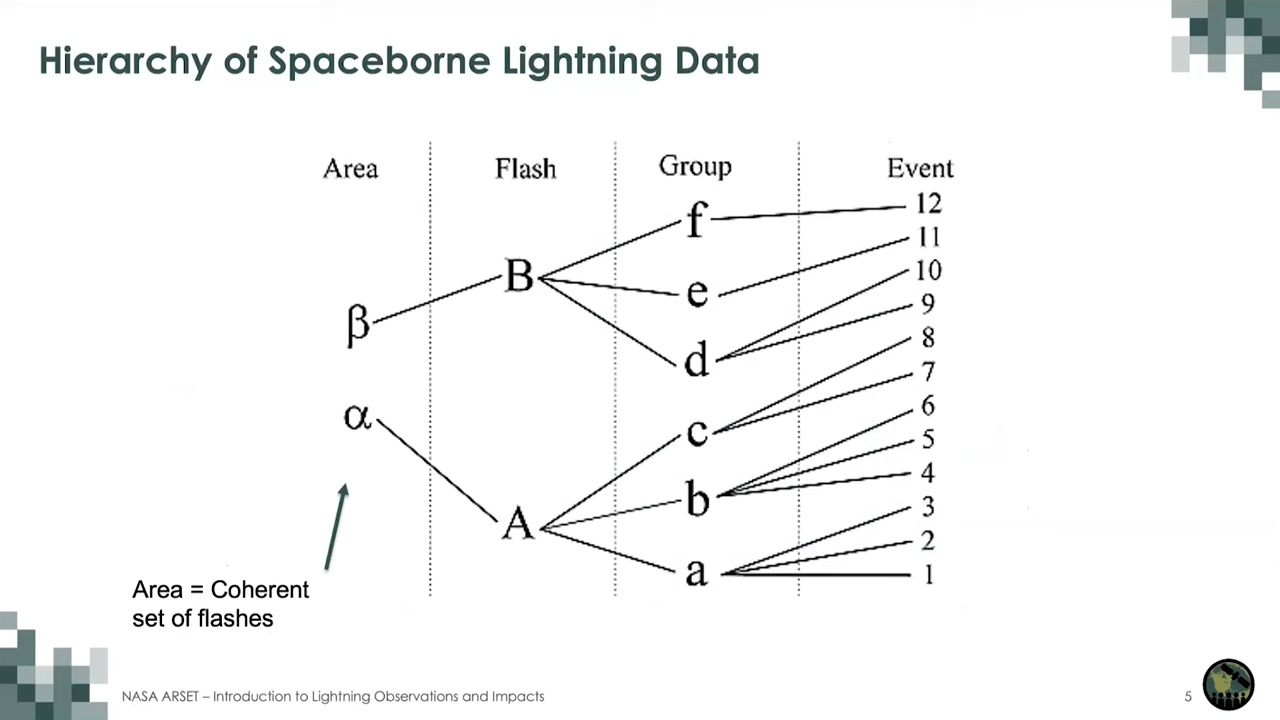 Hierarchy of Spaceborne Lightning Data
Area Flash Group Event
f 12
11
B 10
e 9
β 8
d 7
α c 6
5
b 4
3
A 2
a 1
Area = Coherent
set of flashes
NASA ARSET – Introduction to Lightning Observations and Impacts 5